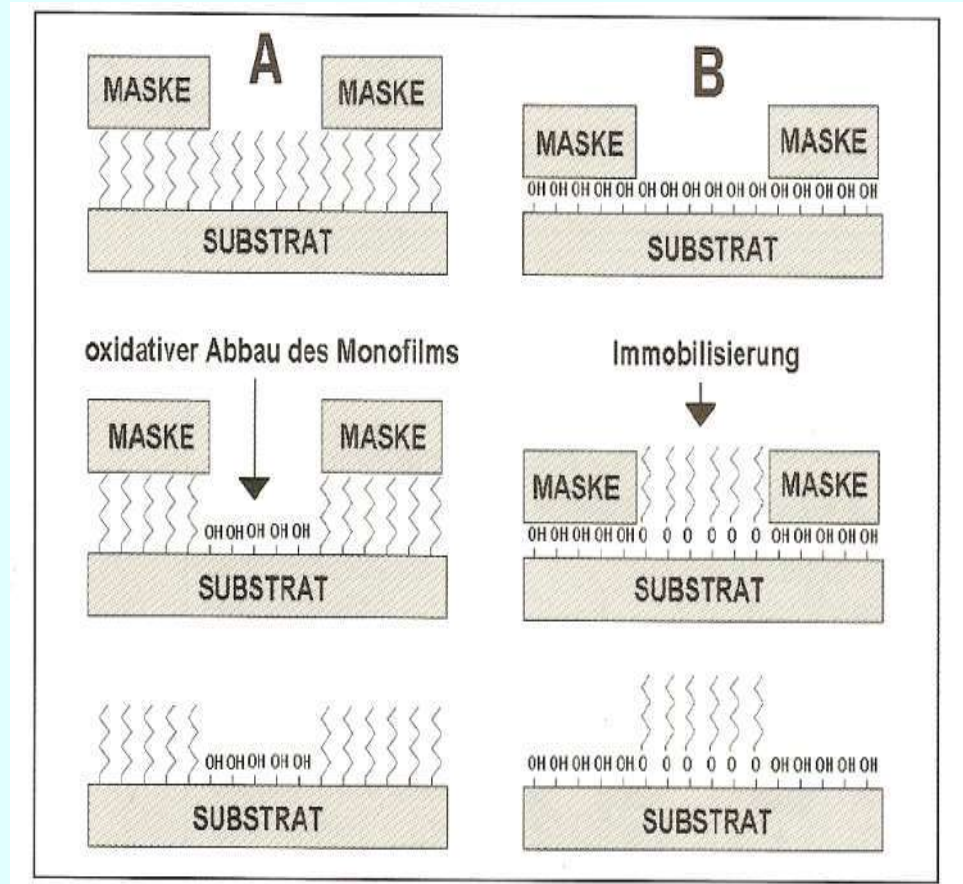 A
MASKE MASKE
SUBSTRAT
oxidativer Abbau des Monofilms
MASKE MASKE
OH OH OH OH OH
SUBSTRAT
OH OH OH OH OH
SUBSTRAT
B
MASKE MASKE
OH OH OH OH OH OH OH OH OH OH OH OH OH OH OH OH
SUBSTRAT
Immobilisierung
MASKE MASKE
OH OH OH OH OH O O O O O O OH OH OH OH OH
SUBSTRAT
OH OH OH OH OH O O O O O O OH OH OH OH OH
SUBSTRAT